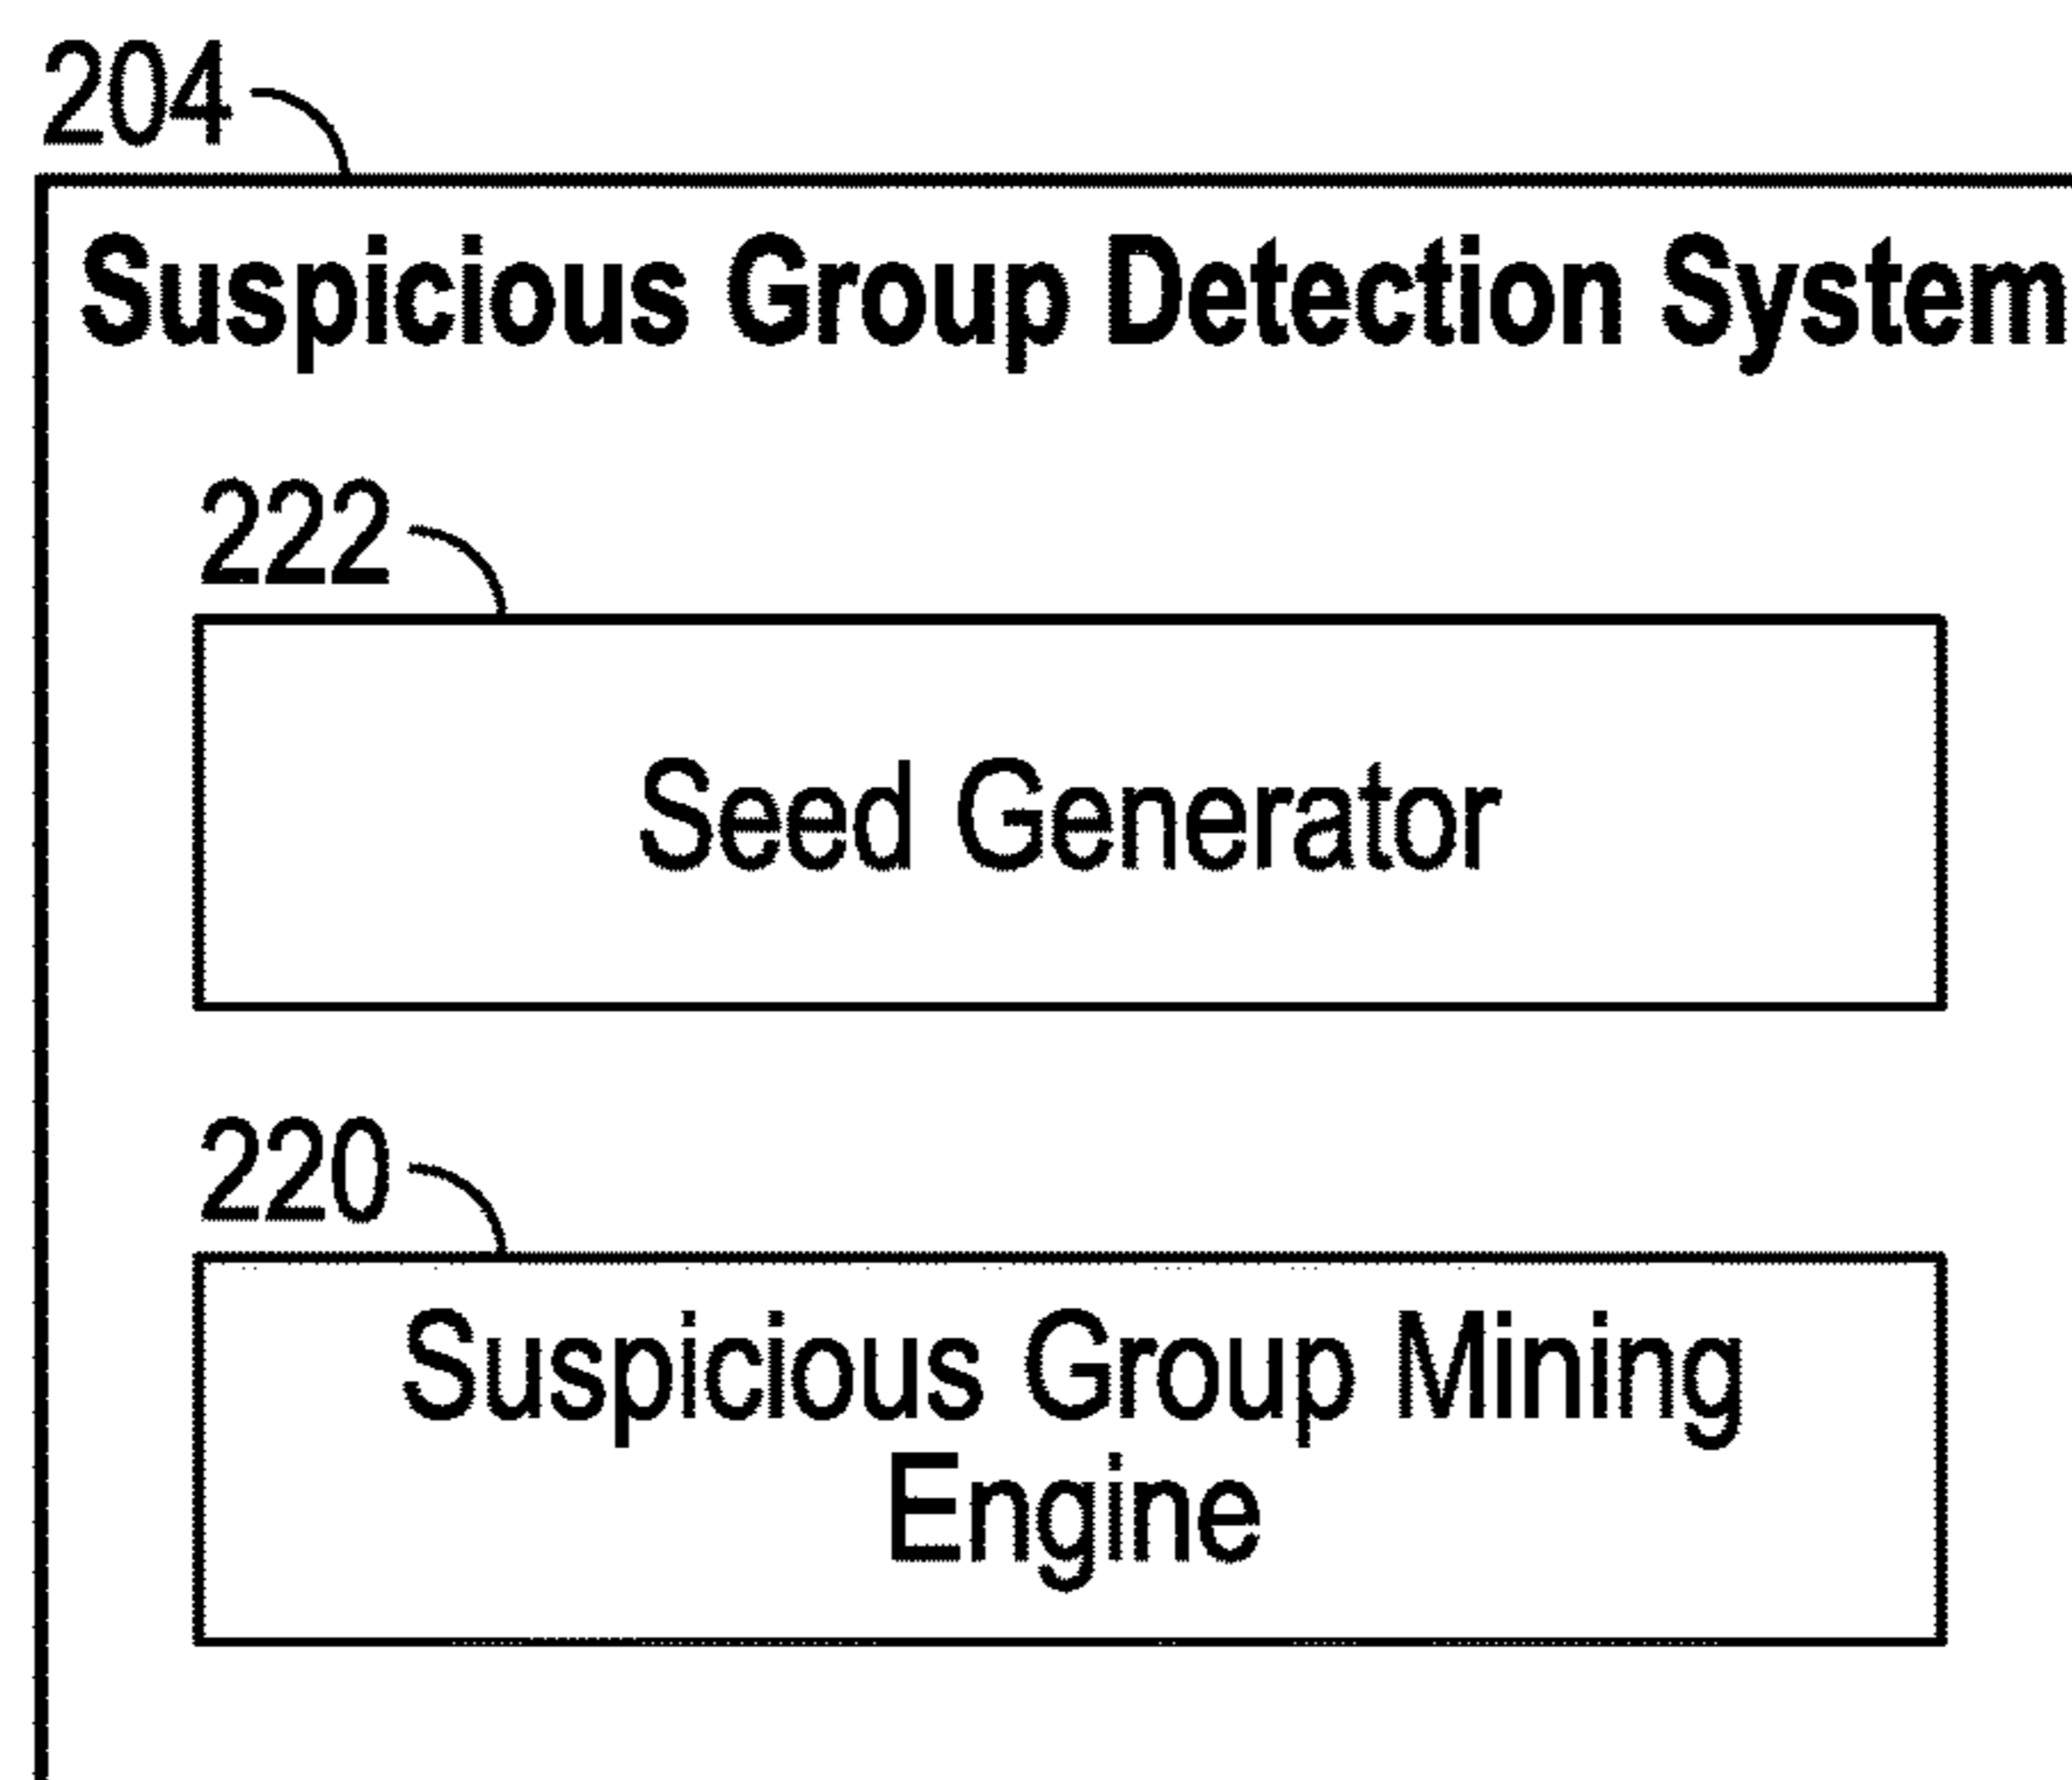 204
Suspicious Group Detection System
222
Seed Generator
220
Suspicious Group Mining
Engine